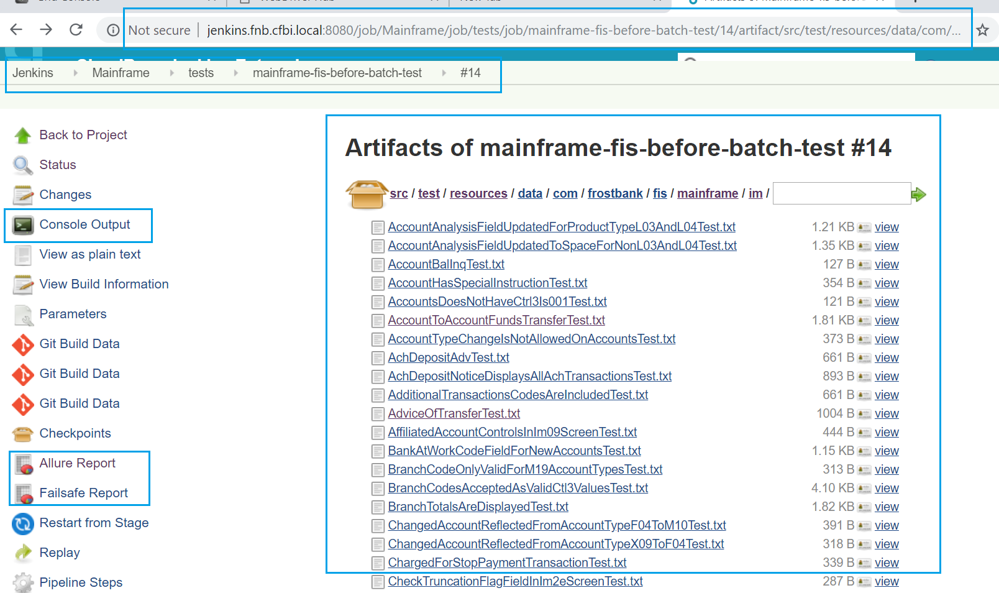 Not secure | jenkins.fnb.cfbi.local:8080/job/Mainframe/job/tests/job/mainframe-fis-before-batch-test/14/artifact/src/test/resources/data/com/...
Jenkins Mainframe tests mainframe-fis-before-batch-test #14
Back to Project
Status
Changes
Console Output
View as plain text
View Build Information
Parameters
Git Build Data
Git Build Data
Git Build Data
Checkpoints
Allure Report
Failsafe Report
Restart from Stage
Replay
Pipeline Steps
Artifacts of mainframe-fis-before-batch-test #14
src / test / resources / data / com / frostbank / fis / mainframe / im /
AccountAnalysisFieldUpdatedForProductTypeL03AndL04Test.txt 1.21 KB view
AccountAnalysisFieldUpdatedToSpaceForNonL03AndL04Test.txt 1.35 KB view
AccountBalInqTest.txt 127 B view
AccountHasSpecialInstructionTest.txt 354 B view
AccountsDoesNotHaveCtrl3Is001Test.txt 121 B view
AccountToAccountFundsTransferTest.txt 1.81 KB view
AccountTypeChangeIsNotAllowedOnAccountsTest.txt 373 B view
AchDepositAdvTest.txt 661 B view
AchDepositNoticeDisplaysAllAchTransactionsTest.txt 893 B view
AdditionalTransactionsCodesAreIncludedTest.txt 661 B view
AdviceOfTransferTest.txt 1004 B view
AffiliatedAccountControlsInIm09ScreenTest.txt 444 B view
BankAtWorkCodeFieldForNewAccountsTest.txt 1.15 KB view
BranchCodeOnlyValidForM19AccountTypesTest.txt 313 B view
BranchCodesAcceptedAsValidCtl3ValuesTest.txt 4.10 KB view
BranchTotalsAreDisplayedTest.txt 1.82 KB view
ChangedAccountReflectedFromAccountTypeF04ToM10Test.txt 391 B view
ChangedAccountReflectedFromAccountTypeX09ToF04Test.txt 318 B view
ChargedForStopPaymentTransactionTest.txt 339 B view
CheckTruncationFlagFieldInIm2eScreenTest.txt 287 B view